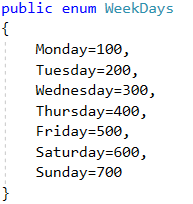 public enum WeekDays
{
Monday=100,
Tuesday=200,
Wednesday=300,
Thursday=400,
Friday=500,
Saturday=600,
Sunday=700
}